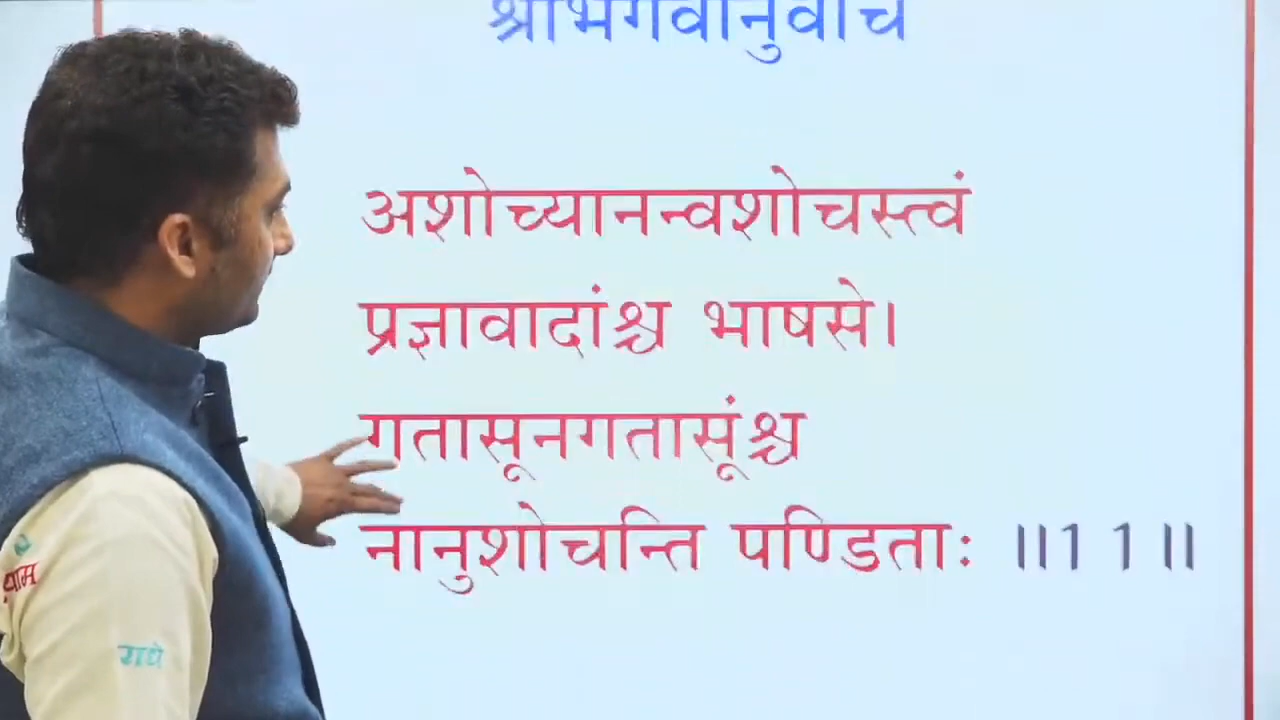 श्रीभगवानुवाच
अशोच्यानन्वशोचस्त्वं
प्रज्ञावादांश्च भाषसे।
गतासूनगतासूंश्च
नानुशोचन्ति पण्डिताः ॥11॥
राधे